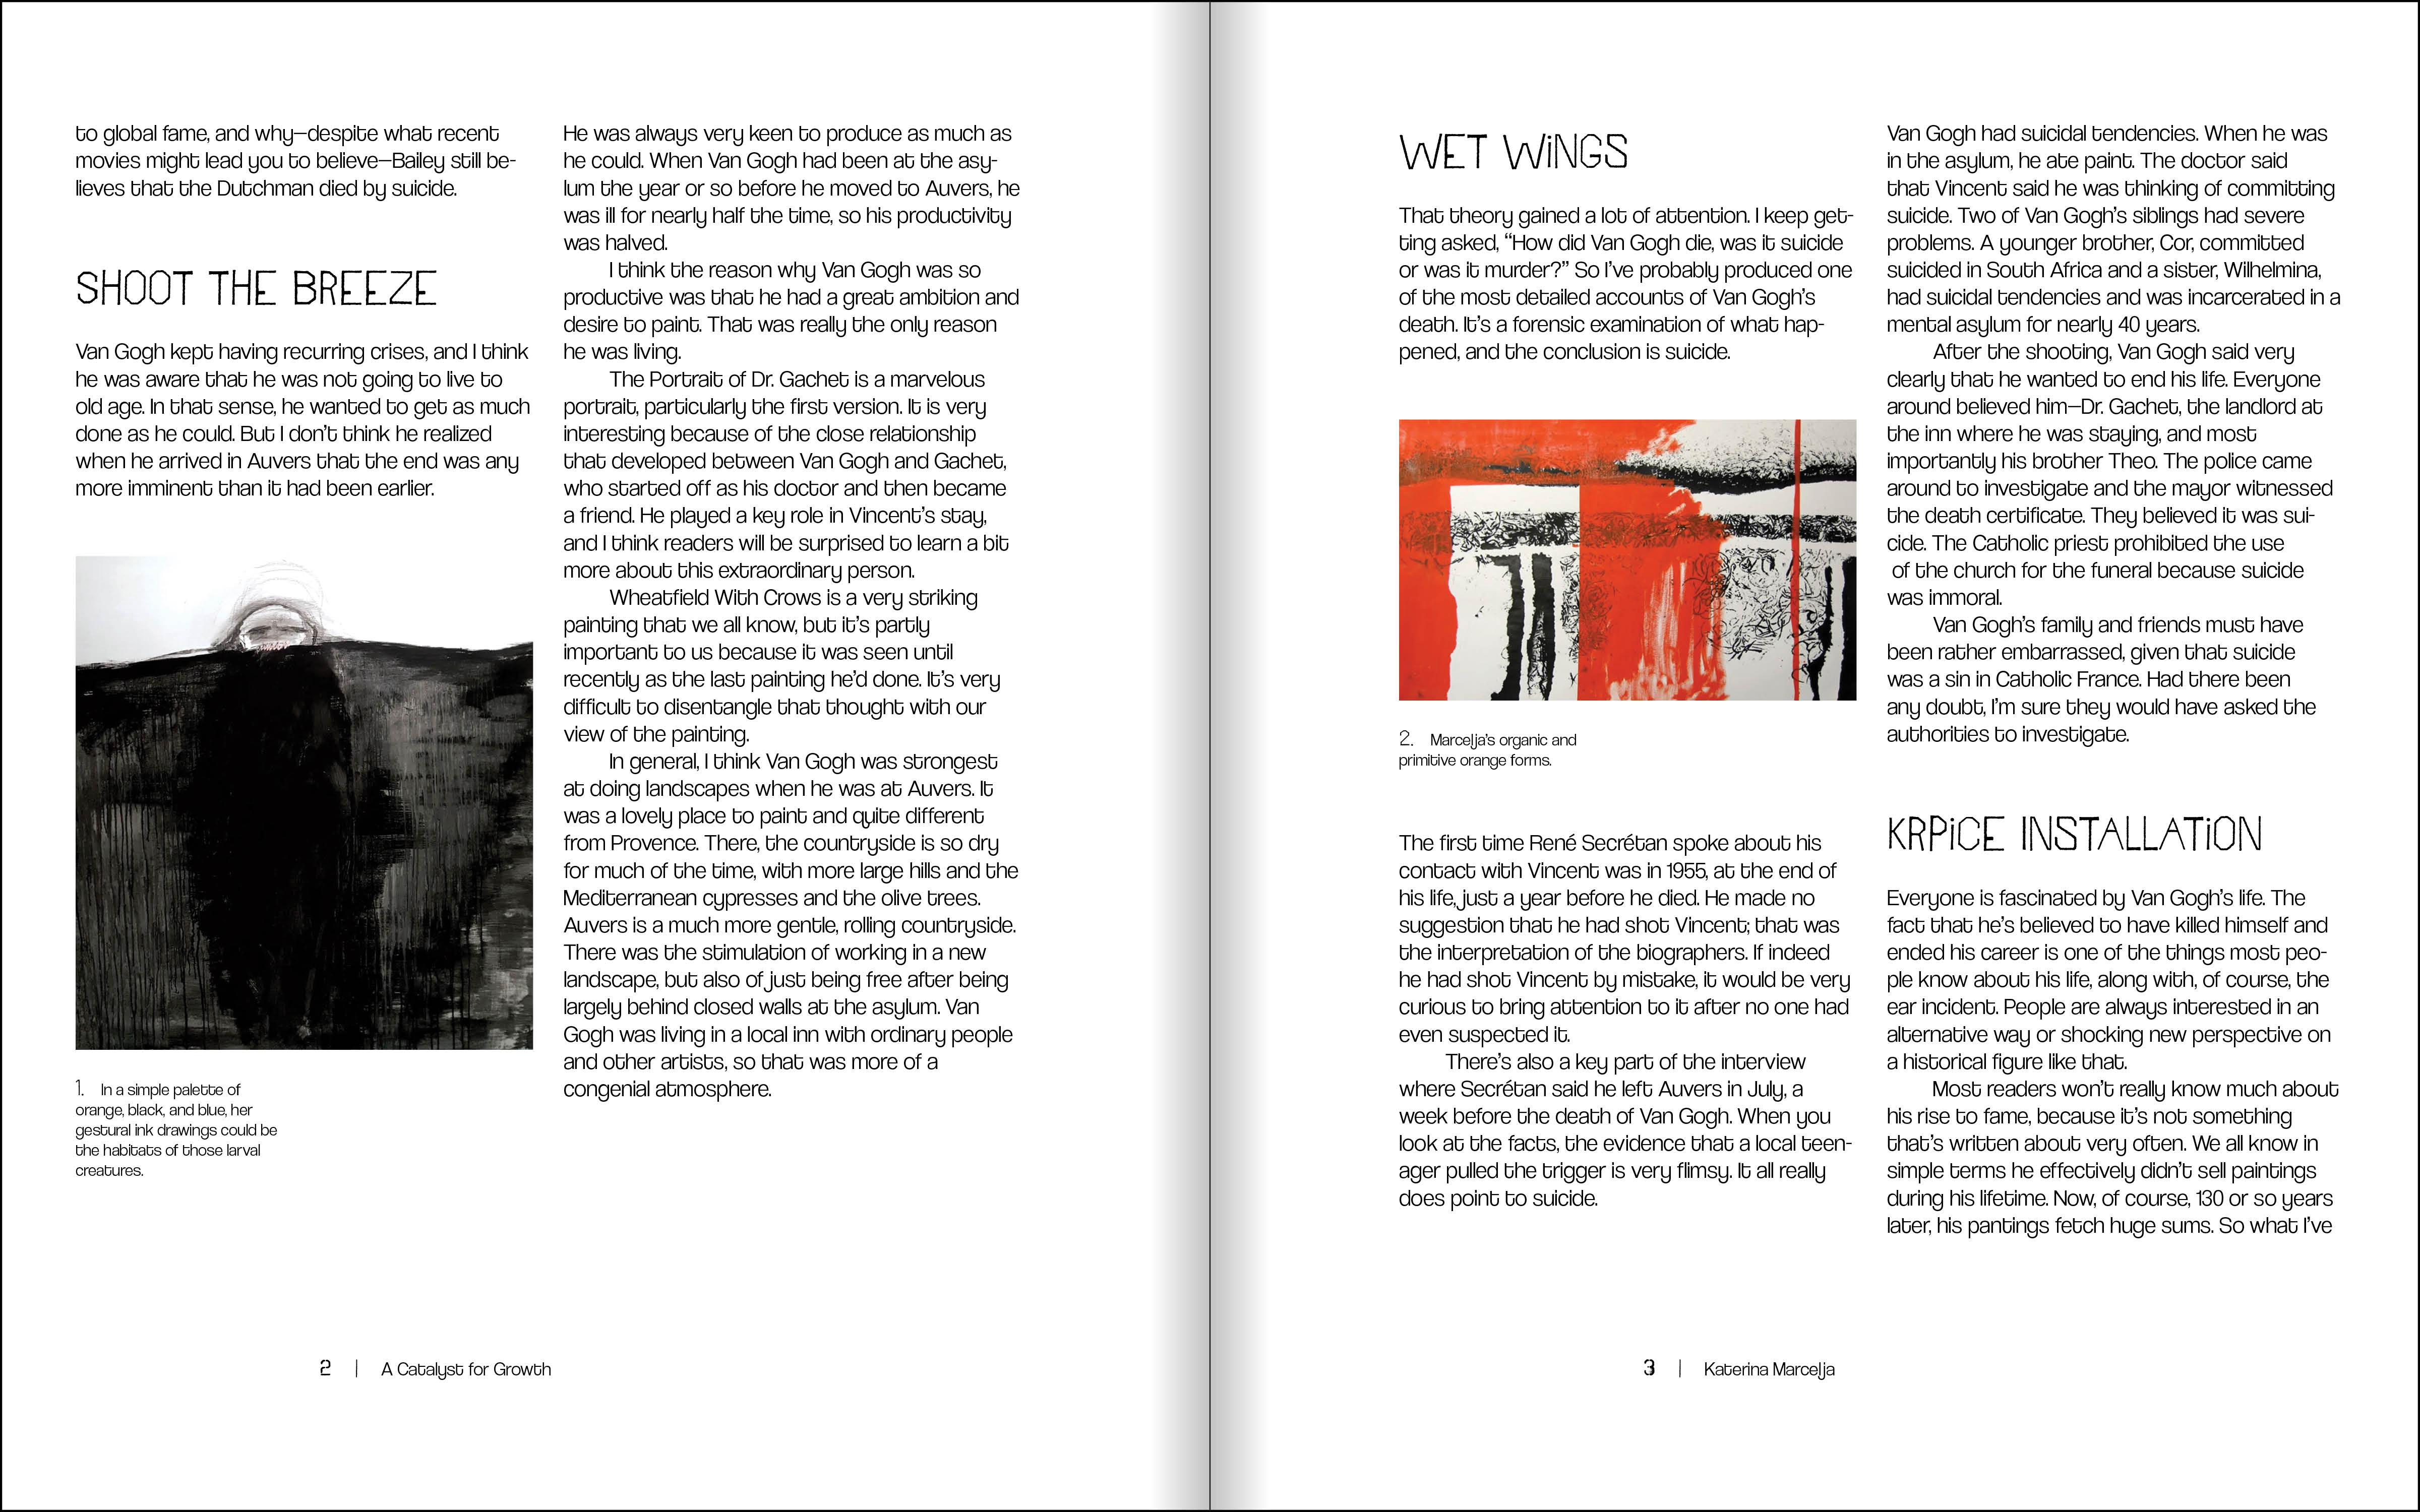 to global fame, and why—despite what recent
movies might lead you to believe—Bailey still be-
lieves that the Dutchman died by suicide.
SHOOT THE BREEZE
Van Gogh kept having recurring crises, and I think
he was aware that he was not going to live to
old age. In that sense, he wanted to get as much
done as he could. But I don't think he realized
when he arrived in Auvers that the end was any
more imminent than it had been earlier.
1. In a simple palette of
orange, black, and blue, her
gestural ink drawings could be
the habitats of those larval
creatures.
He was always very keen to produce as much as
he could. When Van Gogh had been at the asy-
lum the year or so before he moved to Auvers, he
was ill for nearly half the time, so his productivity
was halved.
I think the reason why Van Gogh was so
productive was that he had a great ambition and
desire to paint. That was really the only reason
he was living.
The Portrait of Dr. Gachet is a marvelous
portrait, particularly the first version. It is very
interesting because of the close relationship
that developed between Van Gogh and Gachet,
who started off as his doctor and then became
a friend. He played a key role in Vincent's stay,
and I think readers will be surprised to learn a bit
more about this extraordinary person.
Wheatfield With Crows is a very striking
painting that we all know, but it's partly
important to us because it was seen until
recently as the last painting he'd done. It's very
difficult to disentangle that thought with our
view of the painting.
In general, I think Van Gogh was strongest
at doing landscapes when he was at Auvers. It
was a lovely place to paint and quite different
from Provence. There, the countryside is so dry
for much of the time, with more large hills and the
Mediterranean cypresses and the olive trees.
Auvers is a much more gentle, rolling countryside.
There was the stimulation of working in a new
landscape, but also of just being free after being
largely behind closed walls at the asylum. Van
Gogh was living in a local inn with ordinary people
and other artists, so that was more of a
congenial atmosphere.
2 | A Catalyst for Growth
WET WiNGS
That theory gained a lot of attention. I keep get-
ting asked, “How did Van Gogh die, was it suicide
or was it murder?” So I've probably produced one
of the most detailed accounts of Van Gogh's
death. It's a forensic examination of what hap-
pened, and the conclusion is suicide.
2. Marcelja's organic and
primitive orange forms.
The first time René Secrétan spoke about his
contact with Vincent was in 1955, at the end of
his life, just a year before he died. He made no
suggestion that he had shot Vincent; that was
the interpretation of the biographers. If indeed
he had shot Vincent by mistake, it would be very
curious to bring attention to it after no one had
even suspected it.
There's also a key part of the interview
where Secrétan said he left Auvers in July, a
week before the death of Van Gogh. When you
look at the facts, the evidence that a local teen-
ager pulled the trigger is very flimsy. It all really
does point to suicide.
Van Gogh had suicidal tendencies. When he was
in the asylum, he ate paint. The doctor said
that Vincent said he was thinking of committing
suicide. Two of Van Gogh's siblings had severe
problems. A younger brother, Cor, committed
suicided in South Africa and a sister, Wilhelmina,
had suicidal tendencies and was incarcerated in a
mental asylum for nearly 40 years.
After the shooting, Van Gogh said very
clearly that he wanted to end his life. Everyone
around believed him—Dr. Gachet, the landlord at
the inn where he was staying, and most
importantly his brother Theo. The police came
around to investigate and the mayor witnessed
the death certificate. They believed it was sui-
cide. The Catholic priest prohibited the use
of the church for the funeral because suicide
was immoral.
Van Gogh's family and friends must have
been rather embarrassed, given that suicide
was a sin in Catholic France. Had there been
any doubt, I'm sure they would have asked the
authorities to investigate.
KRPiCE INSTALLATiON
Everyone is fascinated by Van Gogh's life. The
fact that he's believed to have killed himself and
ended his career is one of the things most peo-
ple know about his life, along with, of course, the
ear incident. People are always interested in an
alternative way or shocking new perspective on
a historical figure like that.
Most readers won't really know much about
his rise to fame, because it's not something
that's written about very often. We all know in
simple terms he effectively didn't sell paintings
during his lifetime. Now, of course, 130 or so years
later, his pantings fetch huge sums. So what I've
3 | Katerina Marcelja